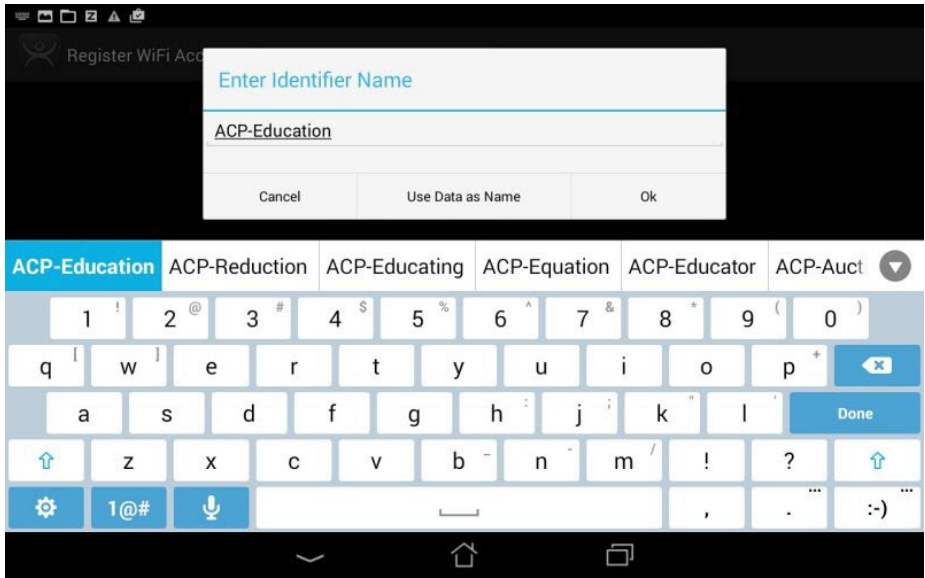 Register WiFi Acc
Enter Identifier Name
ACP-Education
Cancel Use Data as Name Ok
ACP-Education ACP-Reduction ACP-Educating ACP-Equation ACP-Educator ACP-Auct
1 ! 2 @ 3 # 4 $ 5 % 6 ^ 7 & 8 * 9 ( 0 )
q [ w ] e r t y u i o p +
a s d f g h : j ; k " l ' Done
z x c v b - n - m / ! ?
1@# , . ... :-) ...